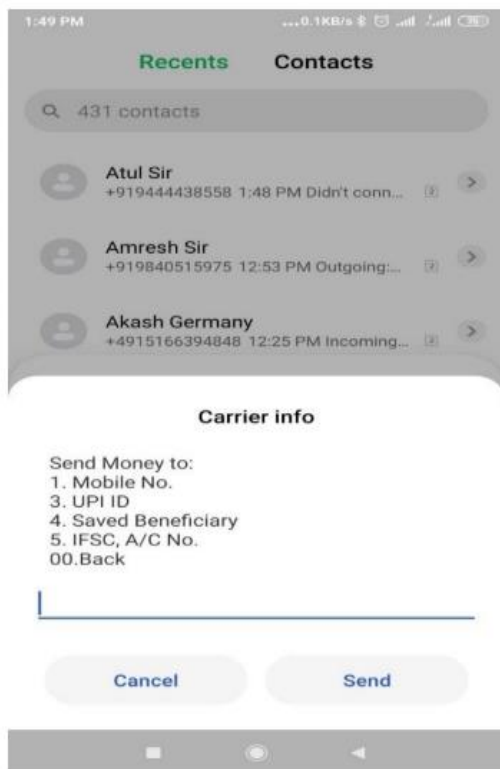 1:49 PM ...0.1KB/s
Recents Contacts
431 contacts
Atul Sir
+919444438558 1:48 PM Didn't conn...
Amresh Sir
+919840515975 12:53 PM Outgoing:...
Akash Germany
+4915166394848 12:25 PM Incoming...
Carrier info
Send Money to:
1. Mobile No.
3. UPI ID
4. Saved Beneficiary
5. IFSC, A/C No.
00.Back
Cancel Send